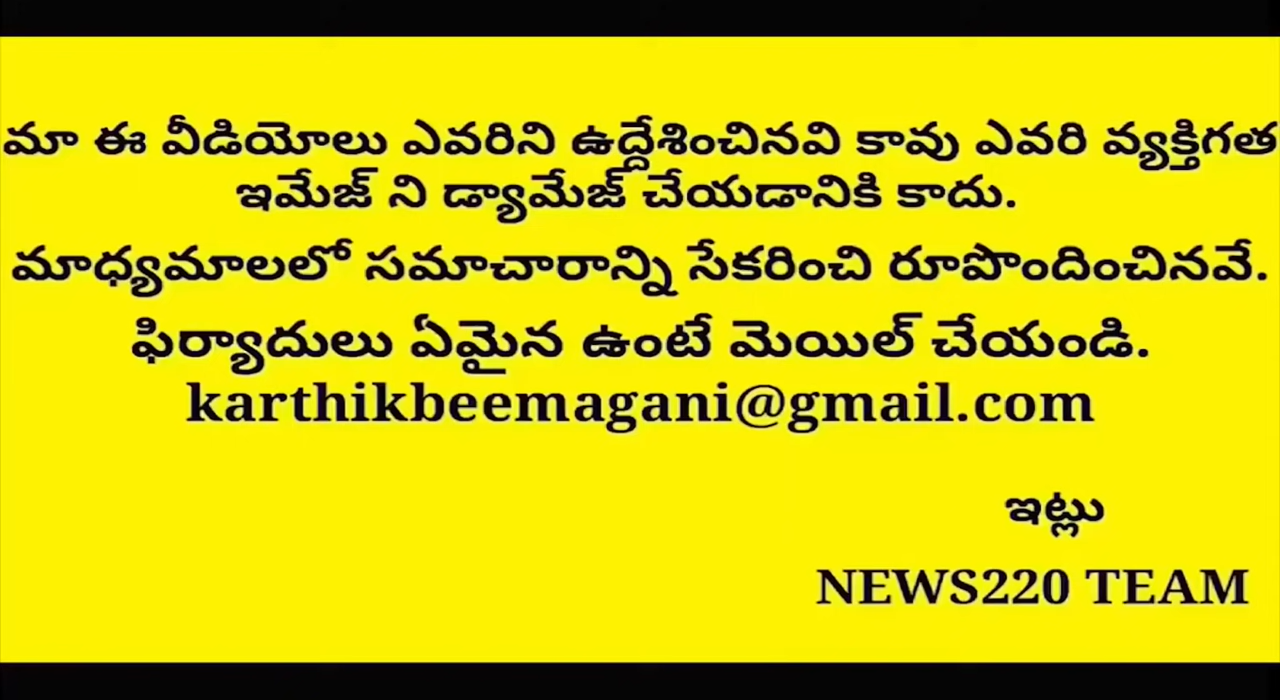 మా ఈ వీడియోలు ఎవరిని ఉద్దేశించినవి కావు ఎవరి వ్యక్తిగత
ఇమేజ్ ని డ్యామేజ్ చేయడానికి కాదు.
మాధ్యమాలలో సమాచారాన్ని సేకరించి రూపొందించినవే.
ఫిర్యాదులు ఏమైన ఉంటే మెయిల్ చేయండి.
karthikbeemagani@gmail.com
ఇట్లు
NEWS220 TEAM